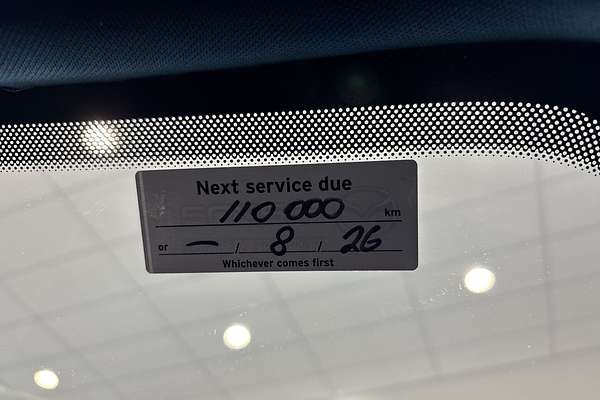 Next service due
110 000 km
or – / 8 / 26
Whichever comes first